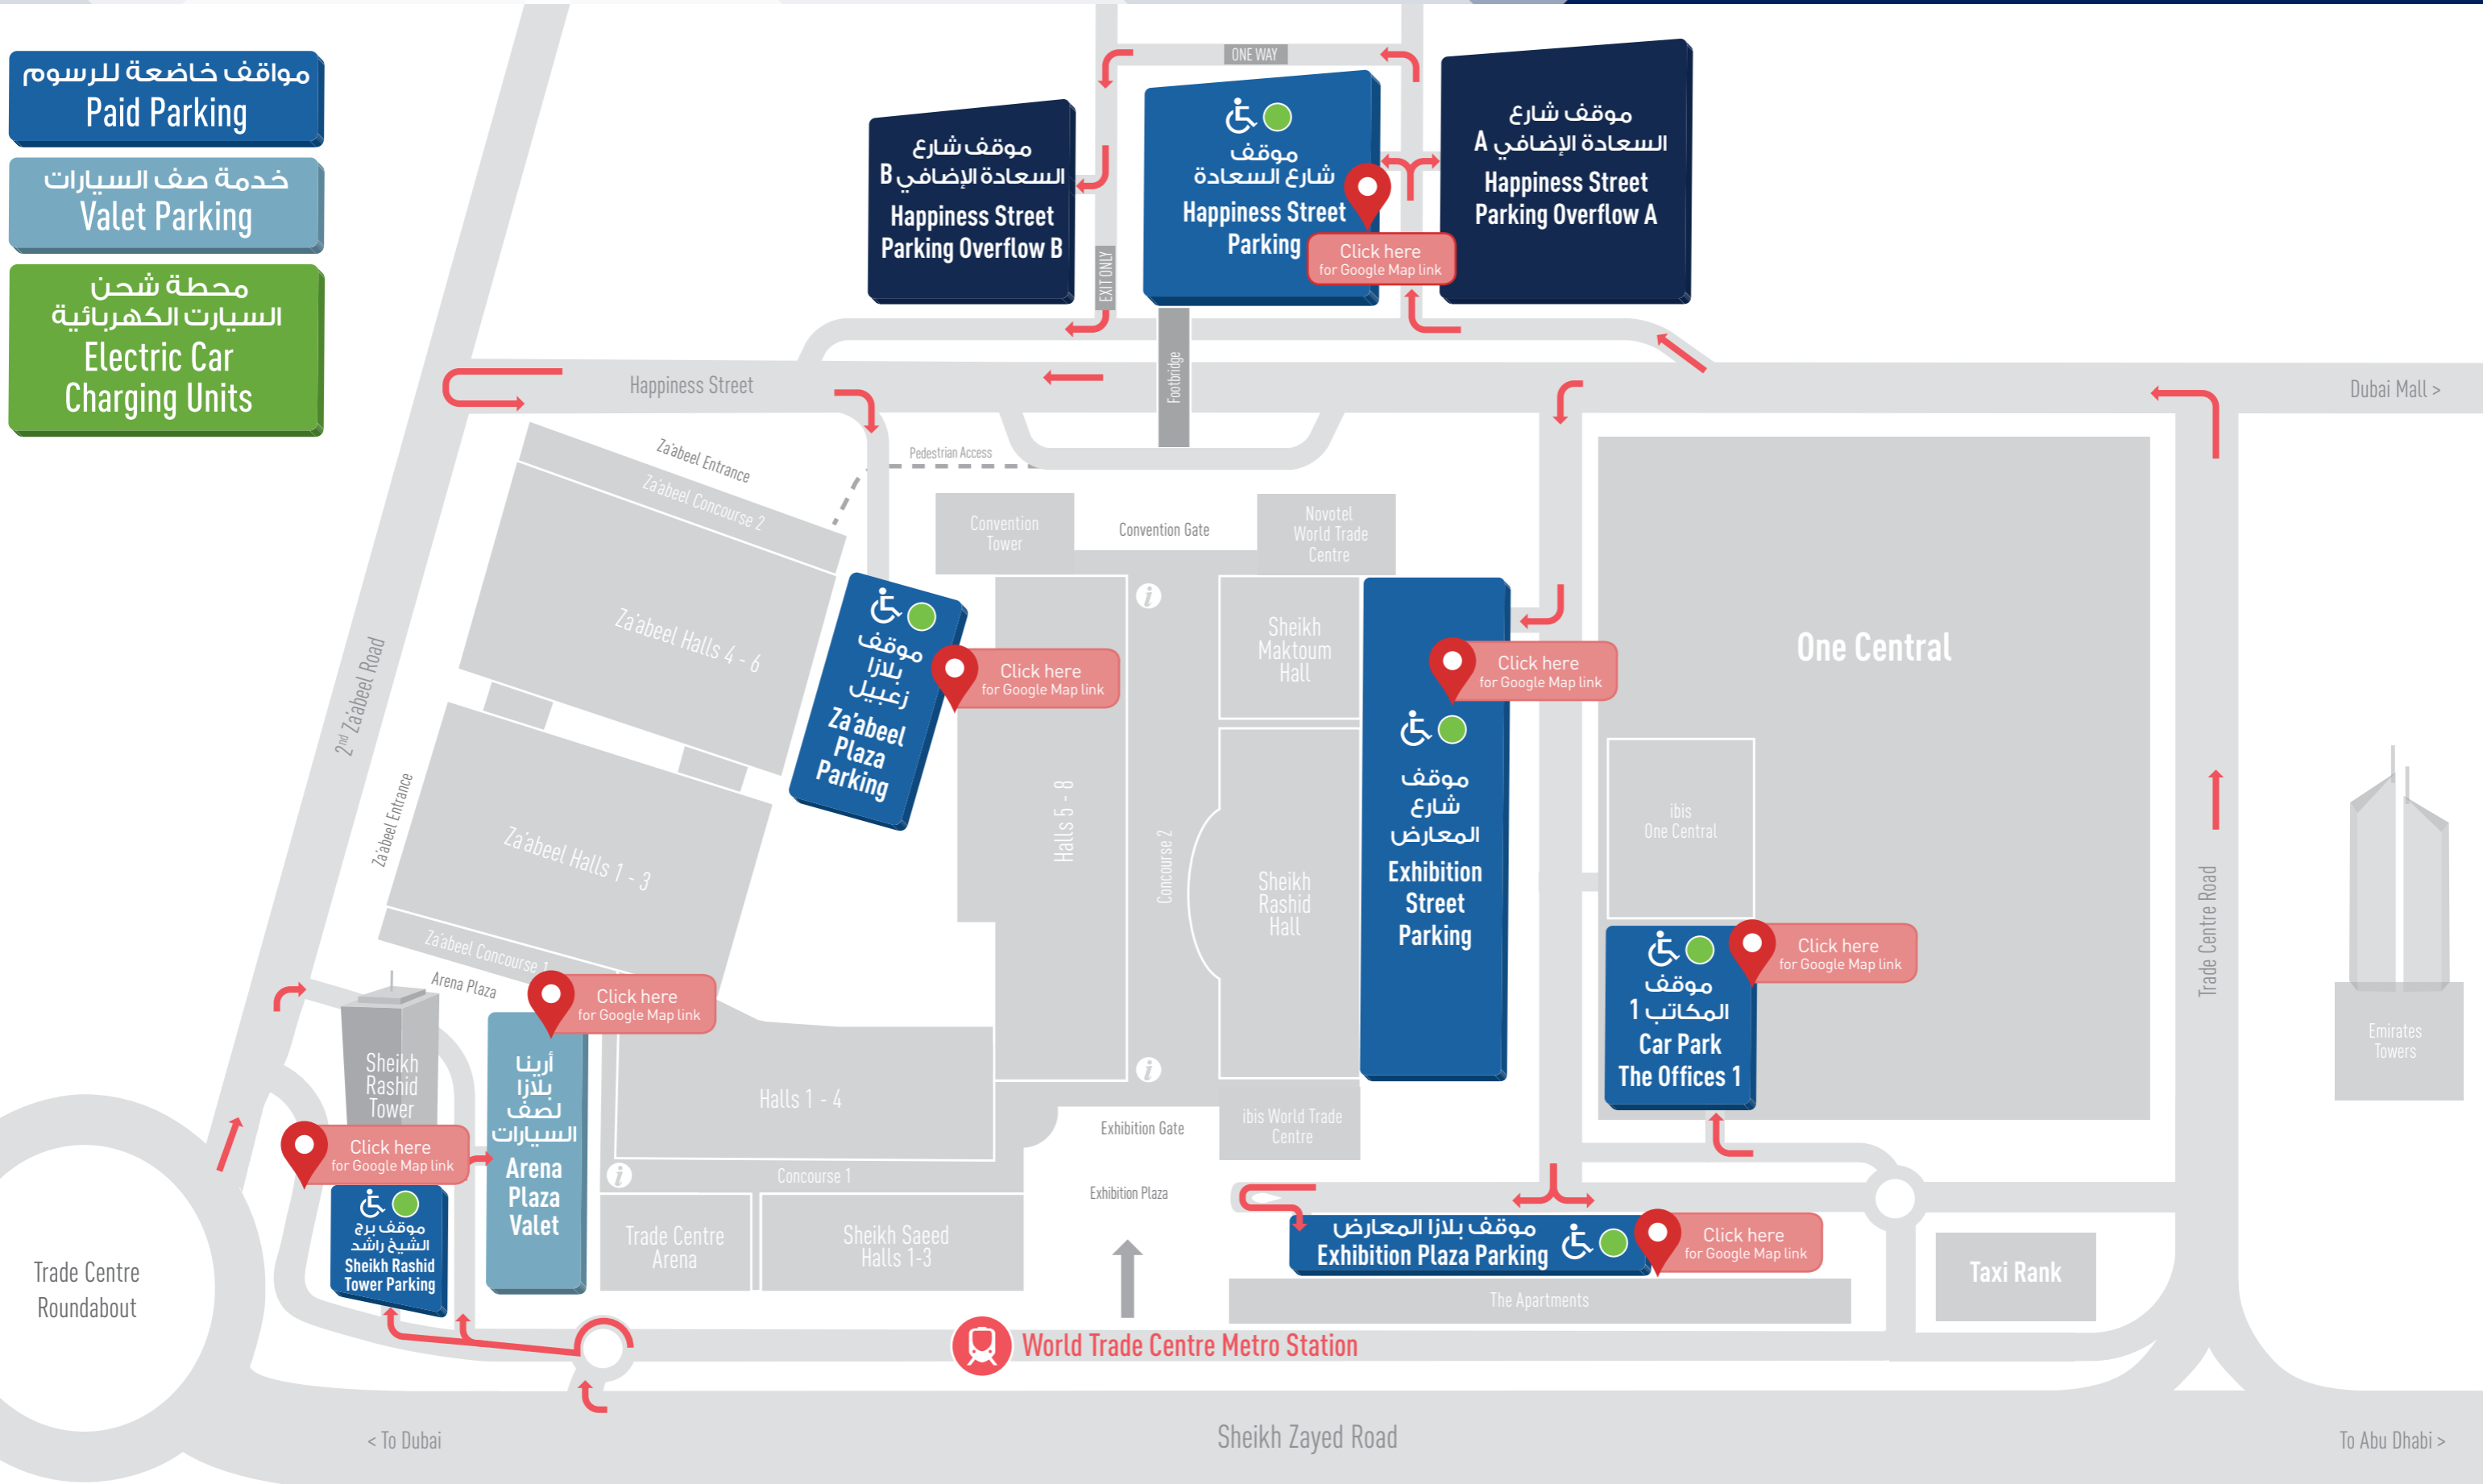 مواقف خاضعة للرسوم
Paid Parking
خدمة صف السيارات
Valet Parking
محطة شحن
السيارت الكهربائية
Electric Car
Charging Units
ONE WAY
موقف شارع
السعادة الإضافي B
Happiness Street
Parking Overflow B
موقف
شارع السعادة
Happiness Street
Parking
Click here
for Google Map link
موقف شارع
السعادة الإضافي A
Happiness Street
Parking Overflow A
EXIT ONLY
Footbridge
Happiness Street
Dubai Mall >
Pedestrian Access
Za'abeel Entrance
Za'abeel Concourse 2
Za'abeel Halls 4 - 6
2nd Za'abeel Road
Za'abeel Entrance
Za'abeel Halls 1 - 3
Za'abeel Concourse 1
Arena Plaza
Convention
Tower
Convention Gate
Novotel
World Trade
Centre
موقف
بلازا
زعبيل
Za'abeel
Plaza
Parking
Click here
for Google Map link
Halls 5 - 8
Concourse 2
Sheikh
Maktoum
Hall
Sheikh
Rashid
Hall
Click here
for Google Map link
موقف
شارع
المعارض
Exhibition
Street
Parking
One Central
ibis
One Central
موقف
المكاتب 1
Car Park
The Offices 1
Click here
for Google Map link
Trade Centre Road
Emirates
Towers
Sheikh
Rashid
Tower
Click here
for Google Map link
موقف برج
الشيخ راشد
Sheikh Rashid
Tower Parking
Click here
for Google Map link
أرينا
بلازا
لصف
السيارات
Arena
Plaza
Valet
Halls 1 - 4
Concourse 1
Trade Centre
Arena
Sheikh Saeed
Halls 1-3
Exhibition Gate
Exhibition Plaza
ibis World Trade
Centre
موقف بلازا المعارض
Exhibition Plaza Parking
Click here
for Google Map link
The Apartments
Taxi Rank
Trade Centre
Roundabout
World Trade Centre Metro Station
< To Dubai
Sheikh Zayed Road
To Abu Dhabi >